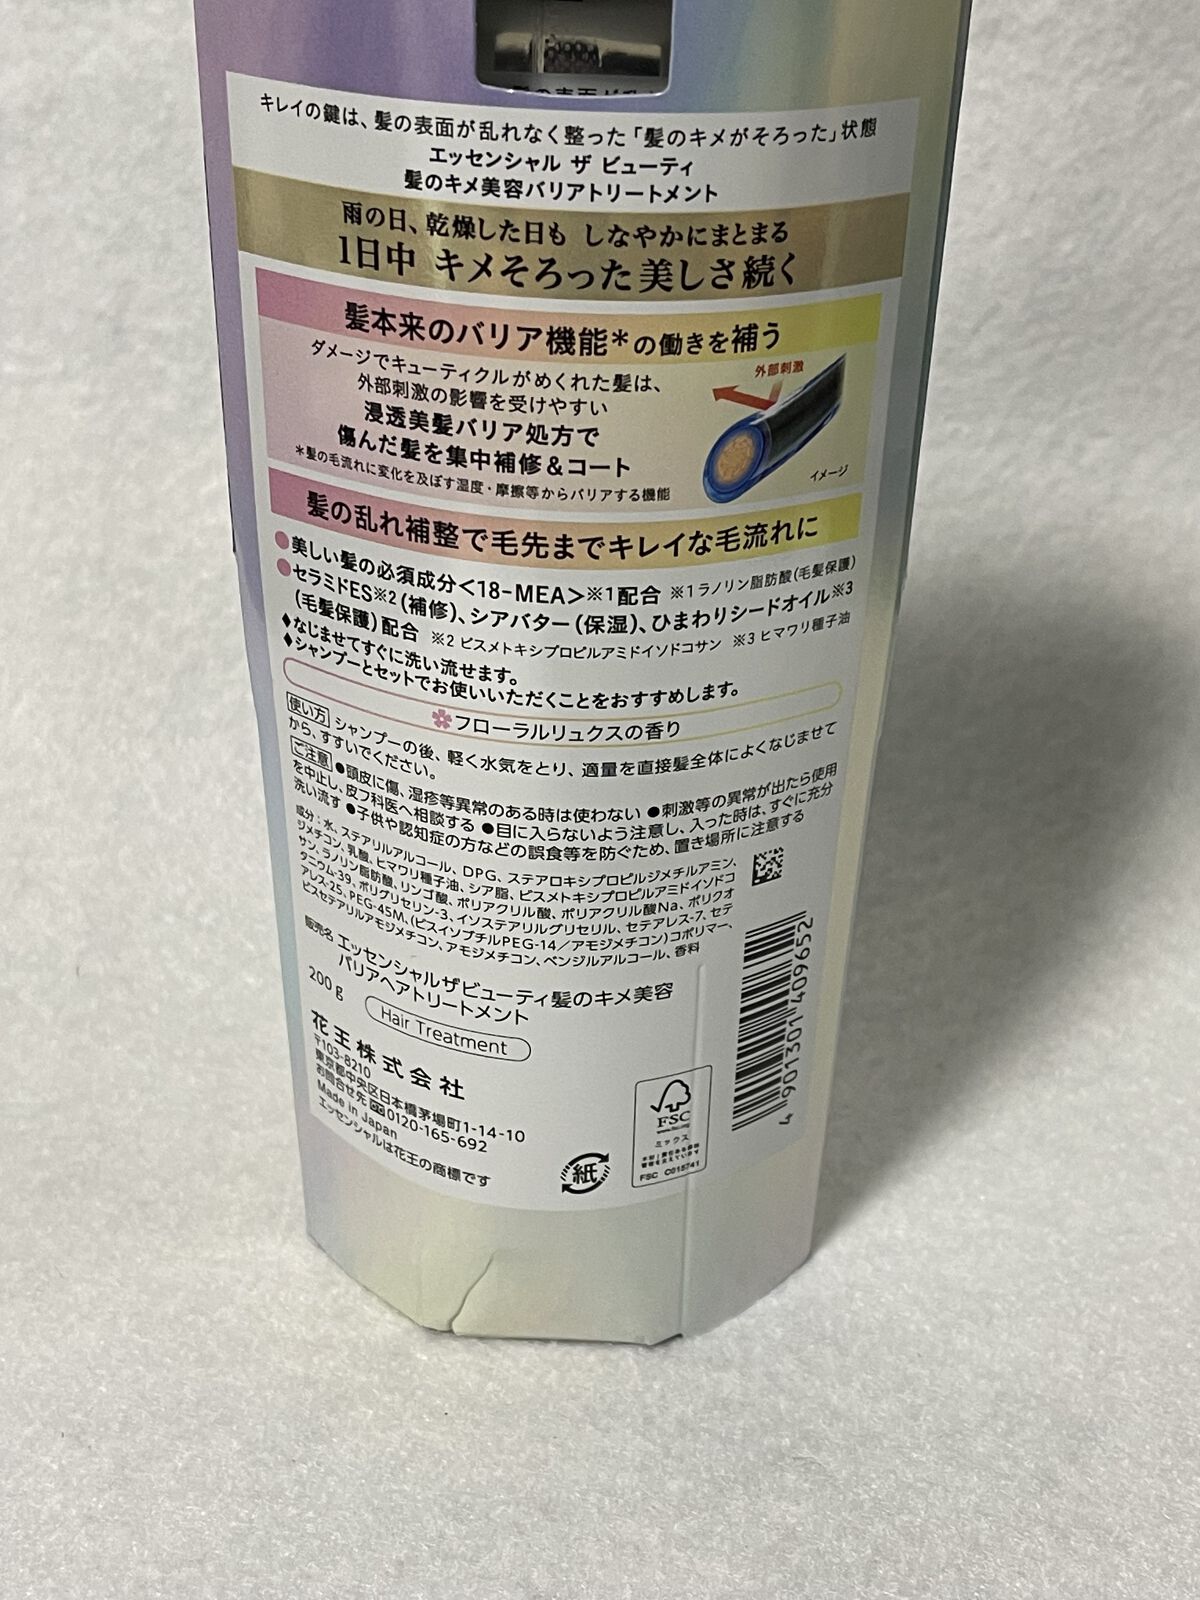 キレイの鍵は、髪の表面が乱れなく整った「髪のキメがそろった」状態
エッセンシャル ザ ビューティ
髪のキメ美容バリアトリートメント
雨の日、乾燥した日も しなやかにまとまる
1日中 キメそろった美しさ続く
髪本来のバリア機能*の働きを補う
ダメージでキューティクルがめくれた髪は、
外部刺激の影響を受けやすい
浸透美髪バリア処方で
傷んだ髪を集中補修&コート
*髪の毛流れに変化を及ぼす湿度・摩擦等からバリアする機能
外部刺激
イメージ
髪の乱れ補整で毛先までキレイな毛流れに
●美しい髪の必須成分<18-MEA>※1配合 ※1 ラノリン脂肪酸(毛髪保護)
●セラミドES※2(補修)、シアバター(保湿)、ひまわりシードオイル※3
(毛髪保護)配合 ※2 ビスメトキシプロピルアミドイソドコサン ※3 ヒマワリ種子油
♦なじませてすぐに洗い流せます。
♦シャンプーとセットでお使いいただくことをおすすめします。
フローラルリュクスの香り
使い方 シャンプーの後、軽く水気をとり、適量を直接髪全体によくなじませて
から、すすいでください。
ご注意 ●頭皮に傷、湿疹等異常のある時は使わない ●刺激等の異常が出たら使用
を中止し、皮フ科医へ相談する ●目に入らないよう注意し、入った時は、すぐに充分
洗い流す ●子供や認知症の方などの誤食等を防ぐため、置き場所に注意する
成分：水、ステアリルアルコール、DPG、ステアロキシプロピルジメチルアミン、
ジメチコン、乳酸、ヒマワリ種子油、シア脂、ビスメトキシプロピルアミドイソドコ
サン、ラノリン脂肪酸、リンゴ酸、ポリアクリル酸、ポリアクリル酸Na、ポリクオ
タニウム-39、ポリグリセリン-3、イソステアリルグリセリル、セテアレス-7、セテ
アレス-25、PEG-45M、(ビスイソブチルPEG-14／アモジメチコン)コポリマー、
ビスセテアリルアモジメチコン、アモジメチコン、ベンジルアルコール、香料
販売名 エッセンシャルザビューティ髪のキメ美容
バリアヘアトリートメント
200g
Hair Treatment
花王株式会社
〒103-8210
東京都中央区日本橋茅場町1-14-10
お問合せ先 0120-165-692
Made in Japan
エッセンシャルは花王の商標です
紙
FSC
www.fsc.org
ミックス
木材｜責任ある森林
管理を支えています
FSC C015741
4 901301 409652